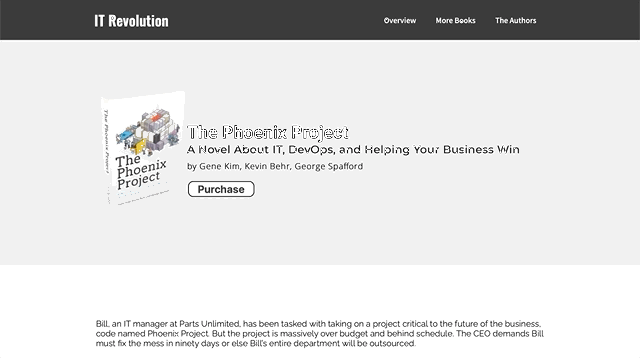 IT Revolution
Overview
More Books
The Authors
The Phoenix Project
The
Phoenix
Project
The Phoenix Project
A Novel About IT, DevOps, and Helping Your Business Win
by Gene Kim, Kevin Behr, George Spafford
Purchase
Bill, an IT manager at Parts Unlimited, has been tasked with taking on a project critical to the future of the business,
code named Phoenix Project. But the project is massively over budget and behind schedule. The CEO demands Bill
must fix the mess in ninety days or else Bill's entire department will be outsourced.